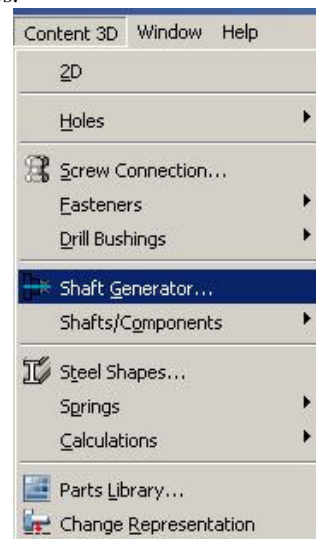 Content 3D Window Help
2D
Holes
Screw Connection...
Fasteners
Drill Bushings
Shaft Generator...
Shafts/Components
Steel Shapes...
Springs
Calculations
Parts Library...
Change Representation